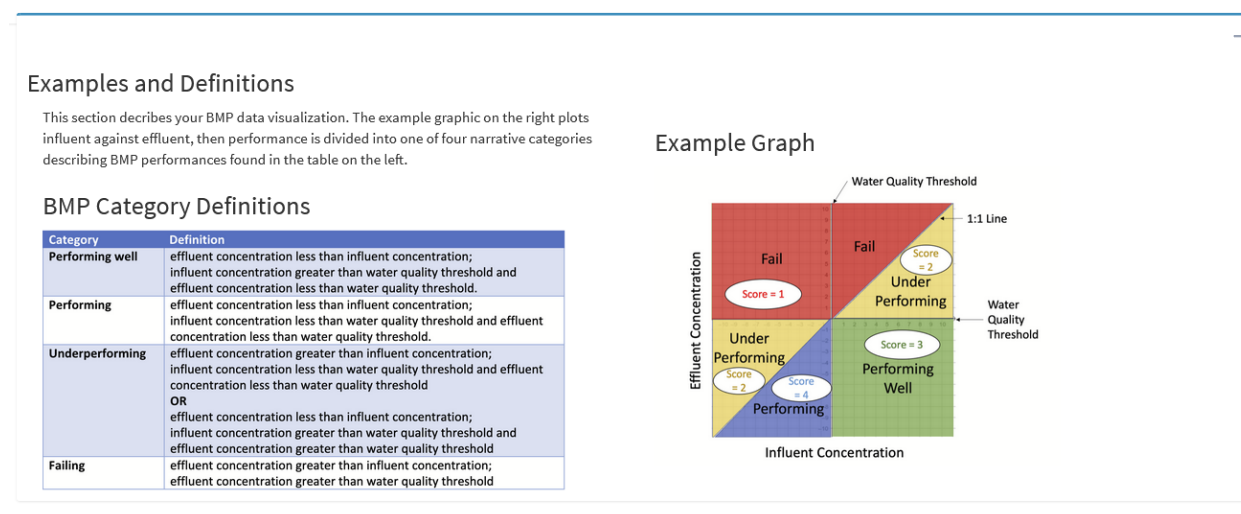 Examples and Definitions
This section decribes your BMP data visualization. The example graphic on the right plots
influent against effluent, then performance is divided into one of four narrative categories
describing BMP performances found in the table on the left.
BMP Category Definitions
Category Definition
Performing well effluent concentration less than influent concentration;
influent concentration greater than water quality threshold and
effluent concentration less than water quality threshold.
Performing effluent concentration less than influent concentration;
influent concentration less than water quality threshold and effluent
concentration less than water quality threshold.
Underperforming effluent concentration greater than influent concentration;
influent concentration less than water quality threshold and effluent
concentration less than water quality threshold
OR
effluent concentration less than influent concentration;
influent concentration greater than water quality threshold and
effluent concentration greater than water quality threshold
Failing effluent concentration greater than influent concentration;
effluent concentration greater than water quality threshold
Example Graph
Water Quality Threshold
1:1 Line
Fail
Fail
Score
= 2
Score = 1
Under
Performing
Water
Quality
Threshold
Effluent Concentration
Under
Performing
Score
= 2
Score
= 4
Performing
Score = 3
Performing
Well
Influent Concentration